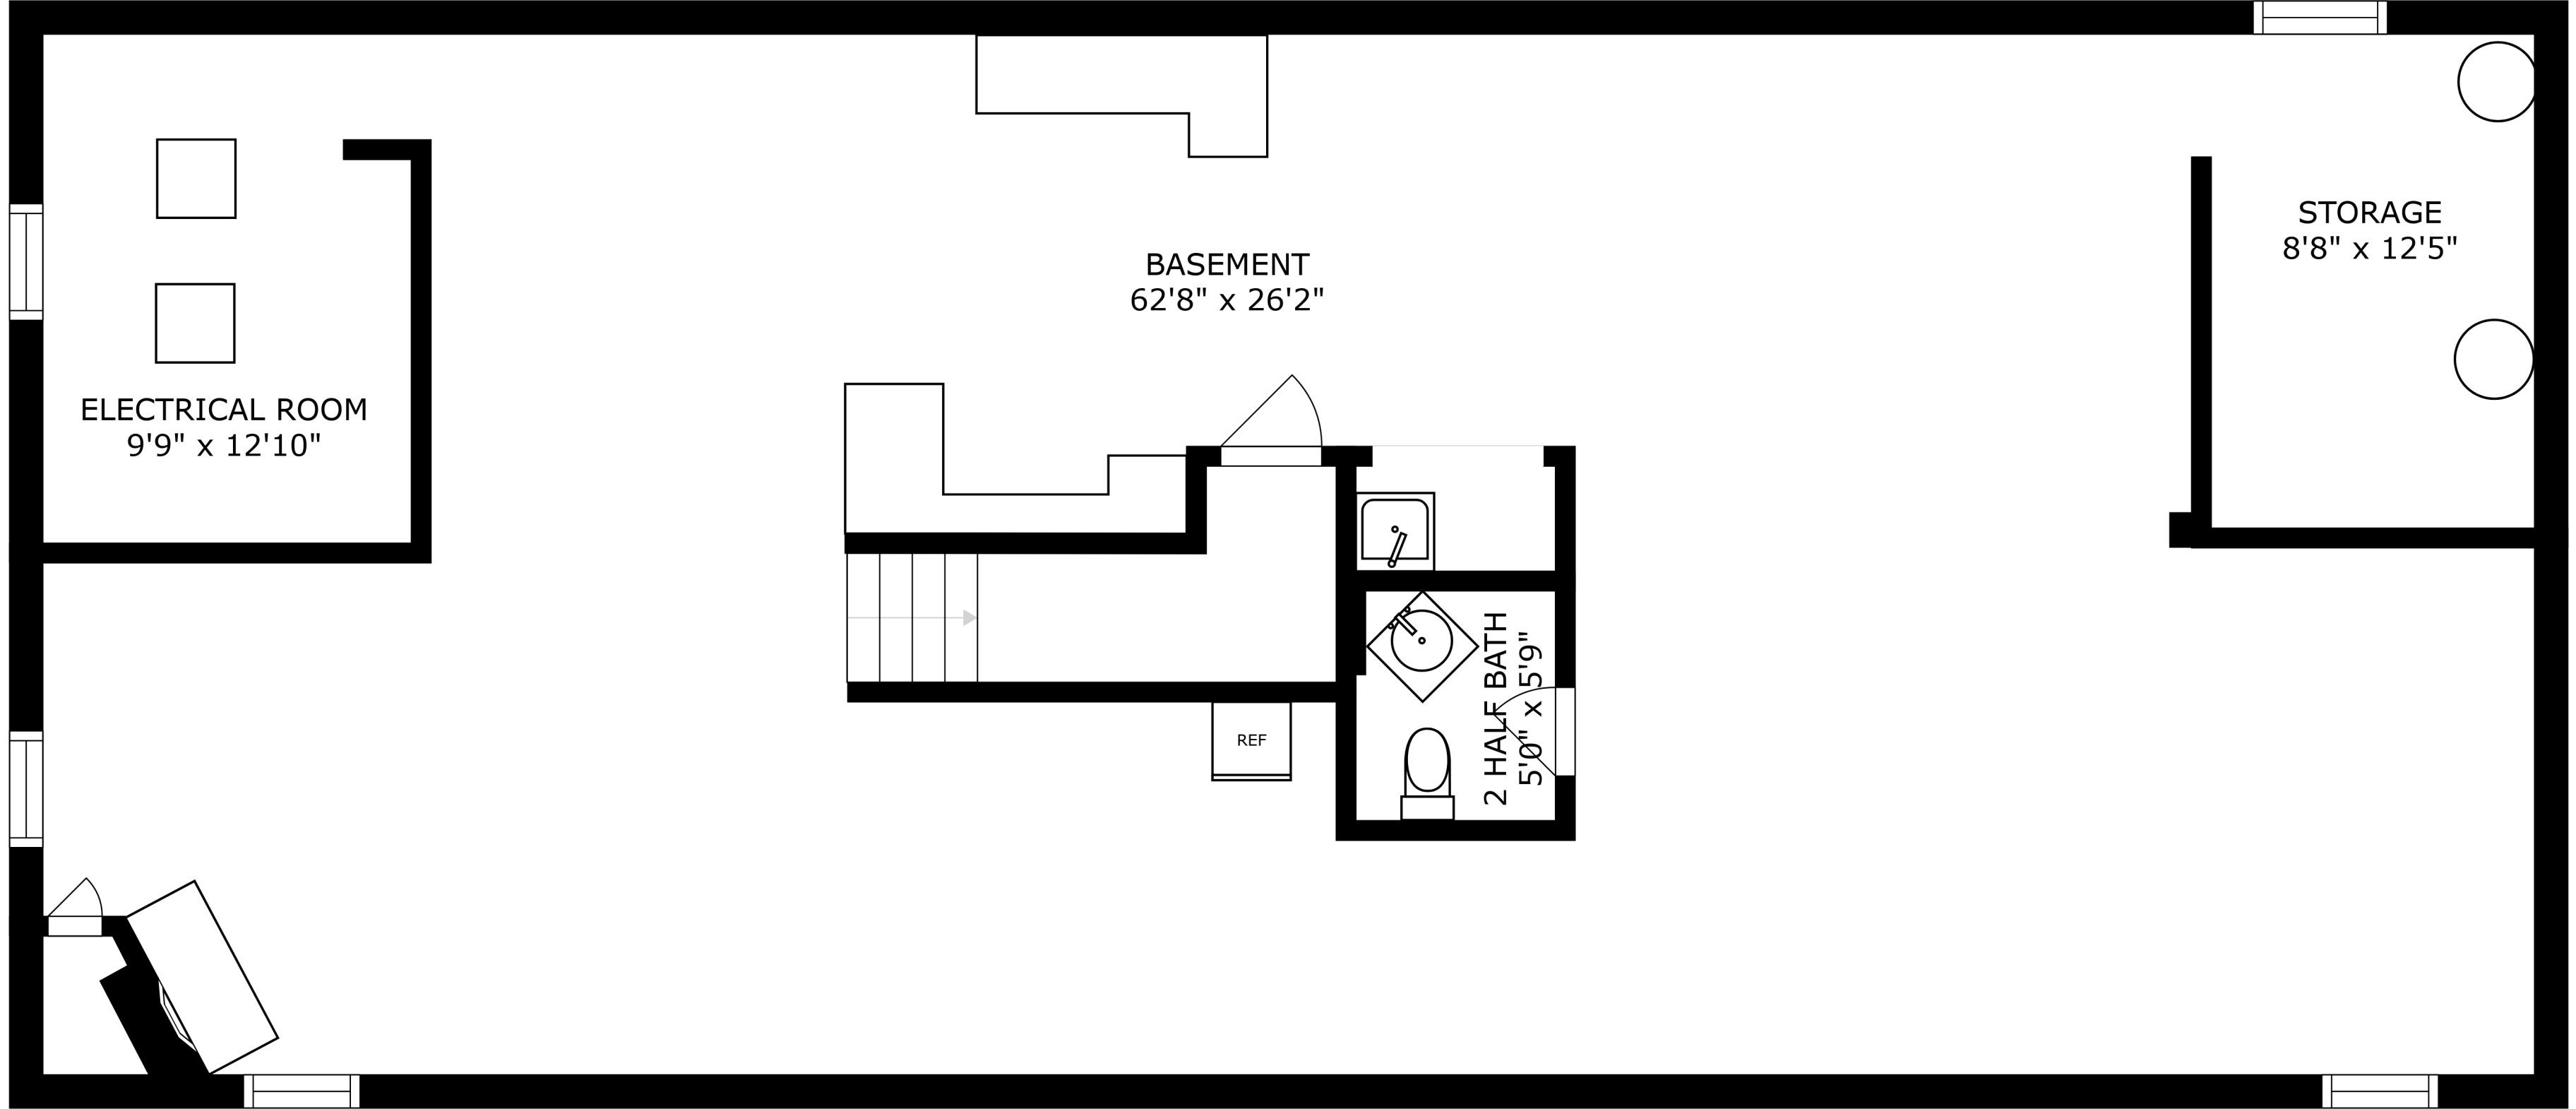 STORAGE
8'8" x 12'5"
BASEMENT
62'8" x 26'2"
ELECTRICAL ROOM
9'9" x 12'10"
2 HALF BATH
5'0" x 5'9"
REF